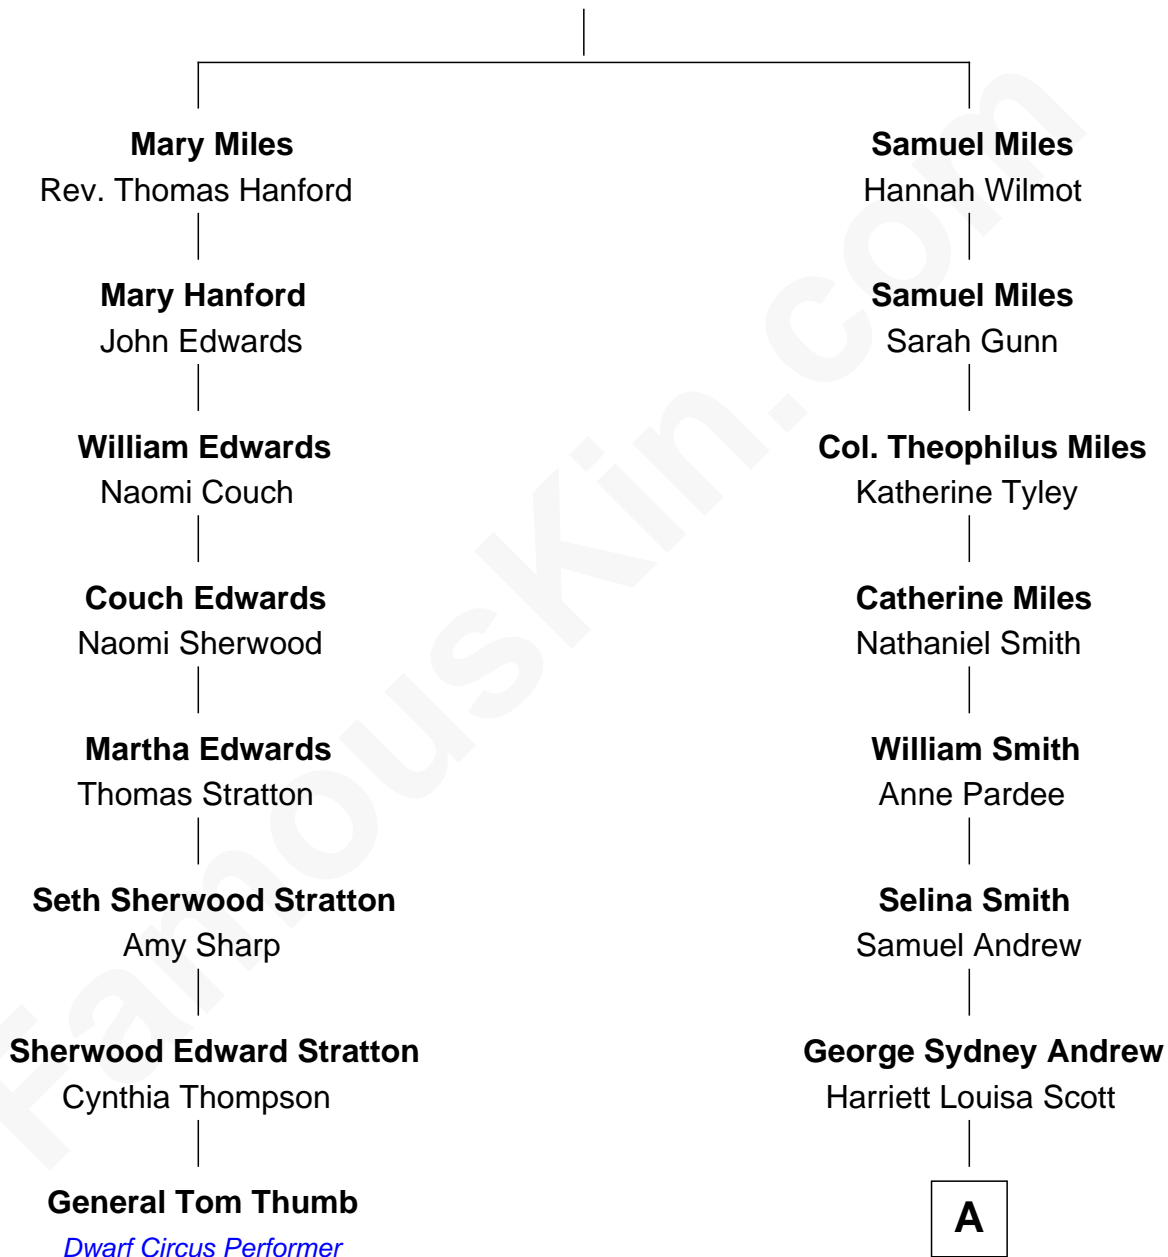 Mary Miles
Rev. Thomas Hanford
Mary Hanford
John Edwards
William Edwards
Naomi Couch
Couch Edwards
Naomi Sherwood
Martha Edwards
Thomas Stratton
Seth Sherwood Stratton
Amy Sharp
Sherwood Edward Stratton
Cynthia Thompson
General Tom Thumb
Dwarf Circus Performer
Samuel Miles
Hannah Wilmot
Samuel Miles
Sarah Gunn
Col. Theophilus Miles
Katherine Tyley
Catherine Miles
Nathaniel Smith
William Smith
Anne Pardee
Selina Smith
Samuel Andrew
George Sydney Andrew
Harriett Louisa Scott
A
FamousKin.com